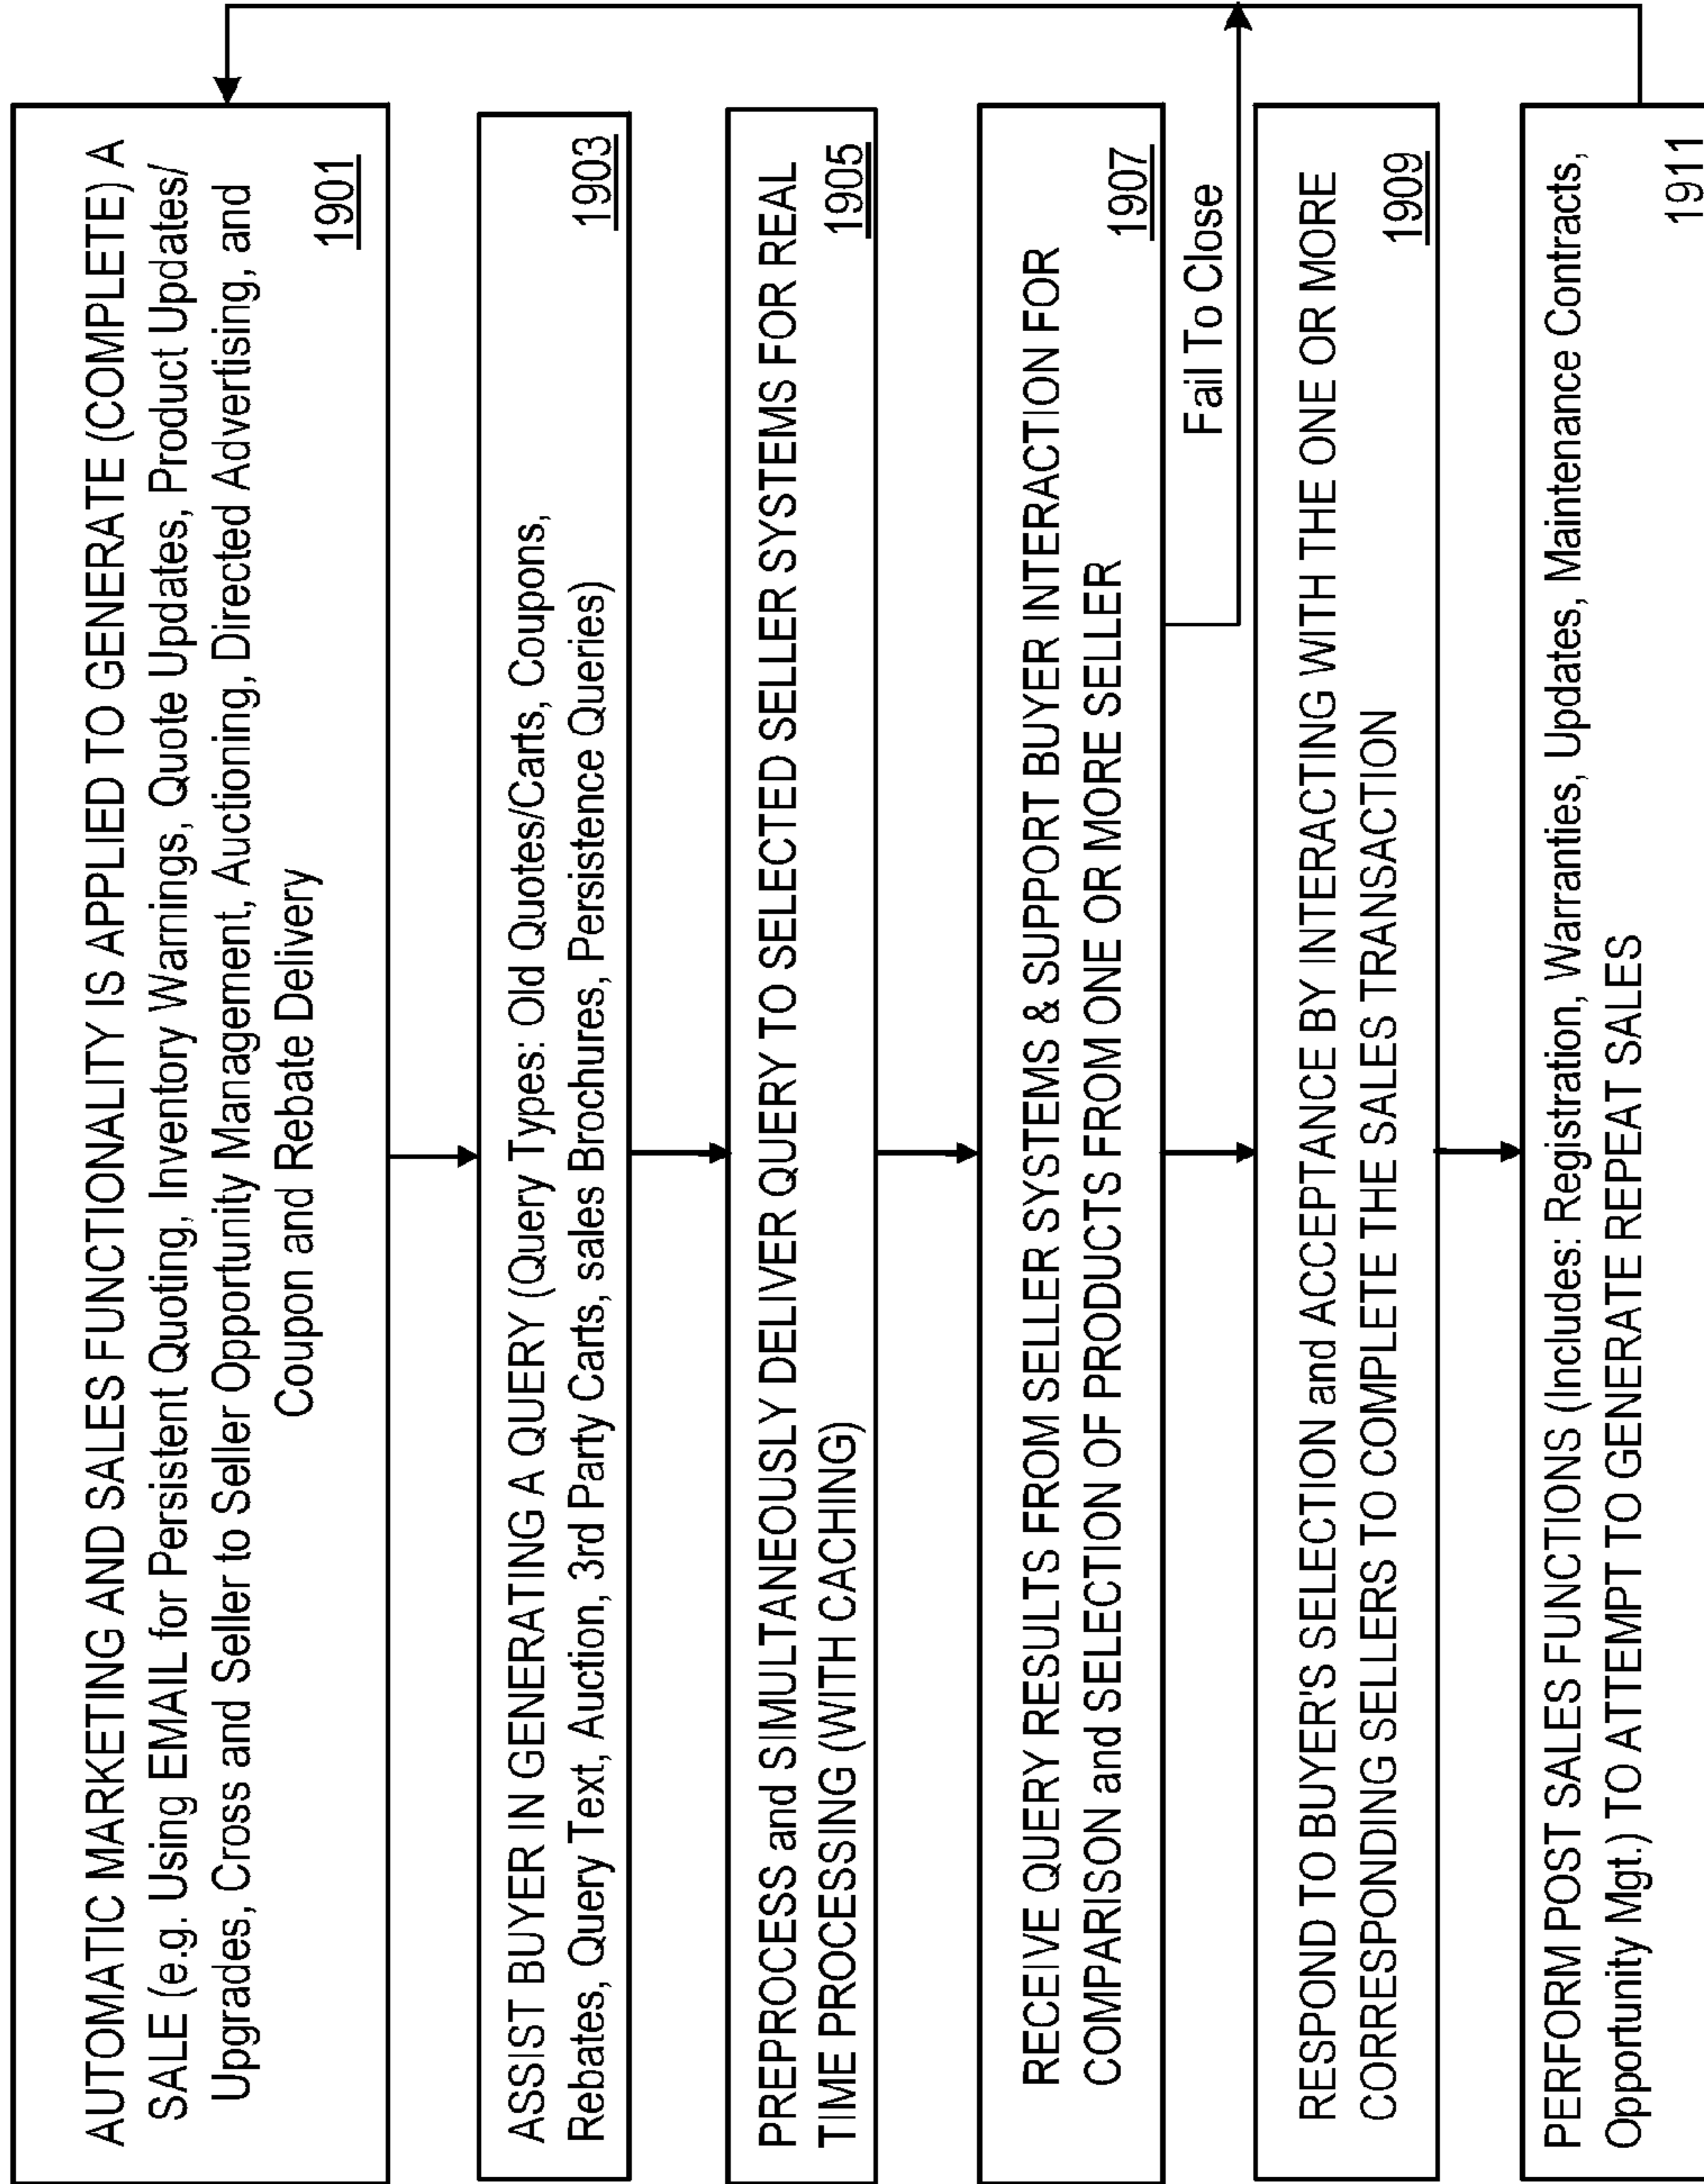 AUTOMATIC MARKETING AND SALES FUNCTIONALITY IS APPLIED TO GENERATE (COMPLETE) A
SALE (e.g. Using EMAIL for Persistent Quoting, Inventory Warnings, Quote Updates, Product Updates/
Upgrades, Cross and Seller to Seller Opportunity Management, Auctioning, Directed Advertising, and
Coupon and Rebate Delivery
1901
ASSIST BUYER IN GENERATING A QUERY (Query Types: Old Quotes/Carts, Coupons,
Rebates, Query Text, Auction, 3rd Party Carts, sales Brochures, Persistence Queries)
1903
PREPROCESS and SIMULTANEOUSLY DELIVER QUERY TO SELECTED SELLER SYSTEMS FOR REAL
TIME PROCESSING (WITH CACHING)
1905
RECEIVE QUERY RESULTS FROM SELLER SYSTEMS & SUPPORT BUYER INTERACTION FOR
COMPARISON and SELECTION OF PRODUCTS FROM ONE OR MORE SELLER
1907
Fail To Close
RESPOND TO BUYER'S SELECTION and ACCEPTANCE BY INTERACTING WITH THE ONE OR MORE
CORRESPONDING SELLERS TO COMPLETE THE SALES TRANSACTION
1909
PERFORM POST SALES FUNCTIONS (Includes: Registration, Warranties, Updates, Maintenance Contracts,
Opportunity Mgt.) TO ATTEMPT TO GENERATE REPEAT SALES
1911